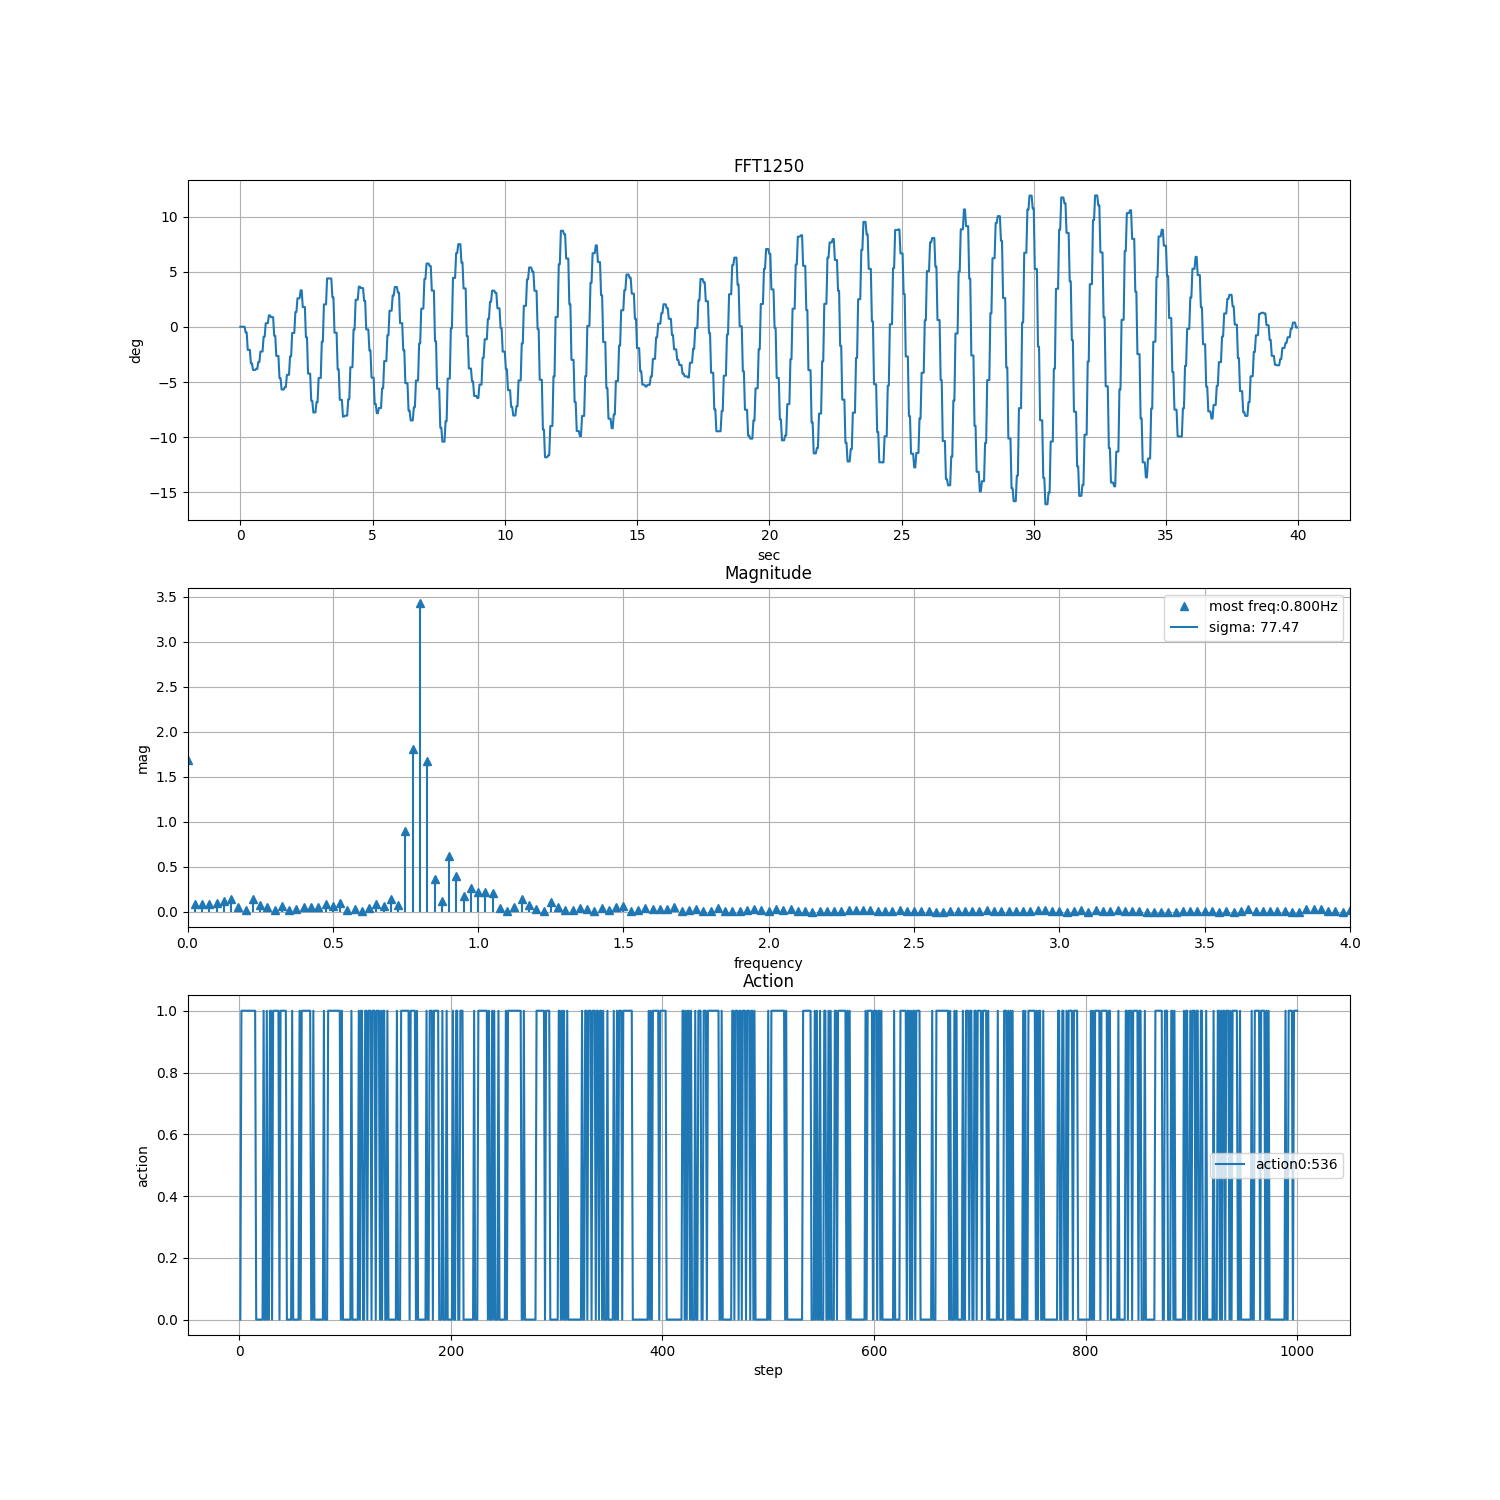 FFT1250
10
5
0
−5
−10
−15
deg
0 5 10 15 20 25 30 35 40
sec
Magnitude
3.5
3.0
2.5
2.0
1.5
1.0
0.5
0.0
mag
most freq:0.800Hz
sigma: 77.47
0.0 0.5 1.0 1.5 2.0 2.5 3.0 3.5 4.0
frequency
Action
1.0
0.8
0.6
0.4
0.2
0.0
action
action0:536
0 200 400 600 800 1000
step